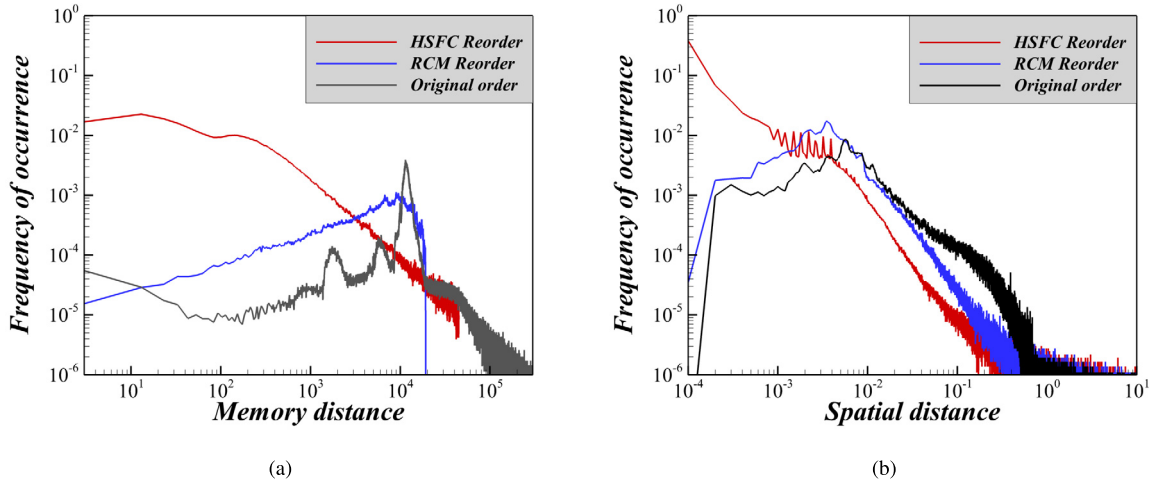 10^0
10^-1
10^-2
10^-3
10^-4
10^-5
10^-6
Frequency of occurrence
HSFC Reorder
RCM Reorder
Original order
10^1
10^2
10^3
10^4
10^5
Memory distance
(a)
10^0
10^-1
10^-2
10^-3
10^-4
10^-5
10^-6
Frequency of occurrence
HSFC Reorder
RCM Reorder
Original order
10^-4
10^-3
10^-2
10^-1
10^0
10^1
Spatial distance
(b)